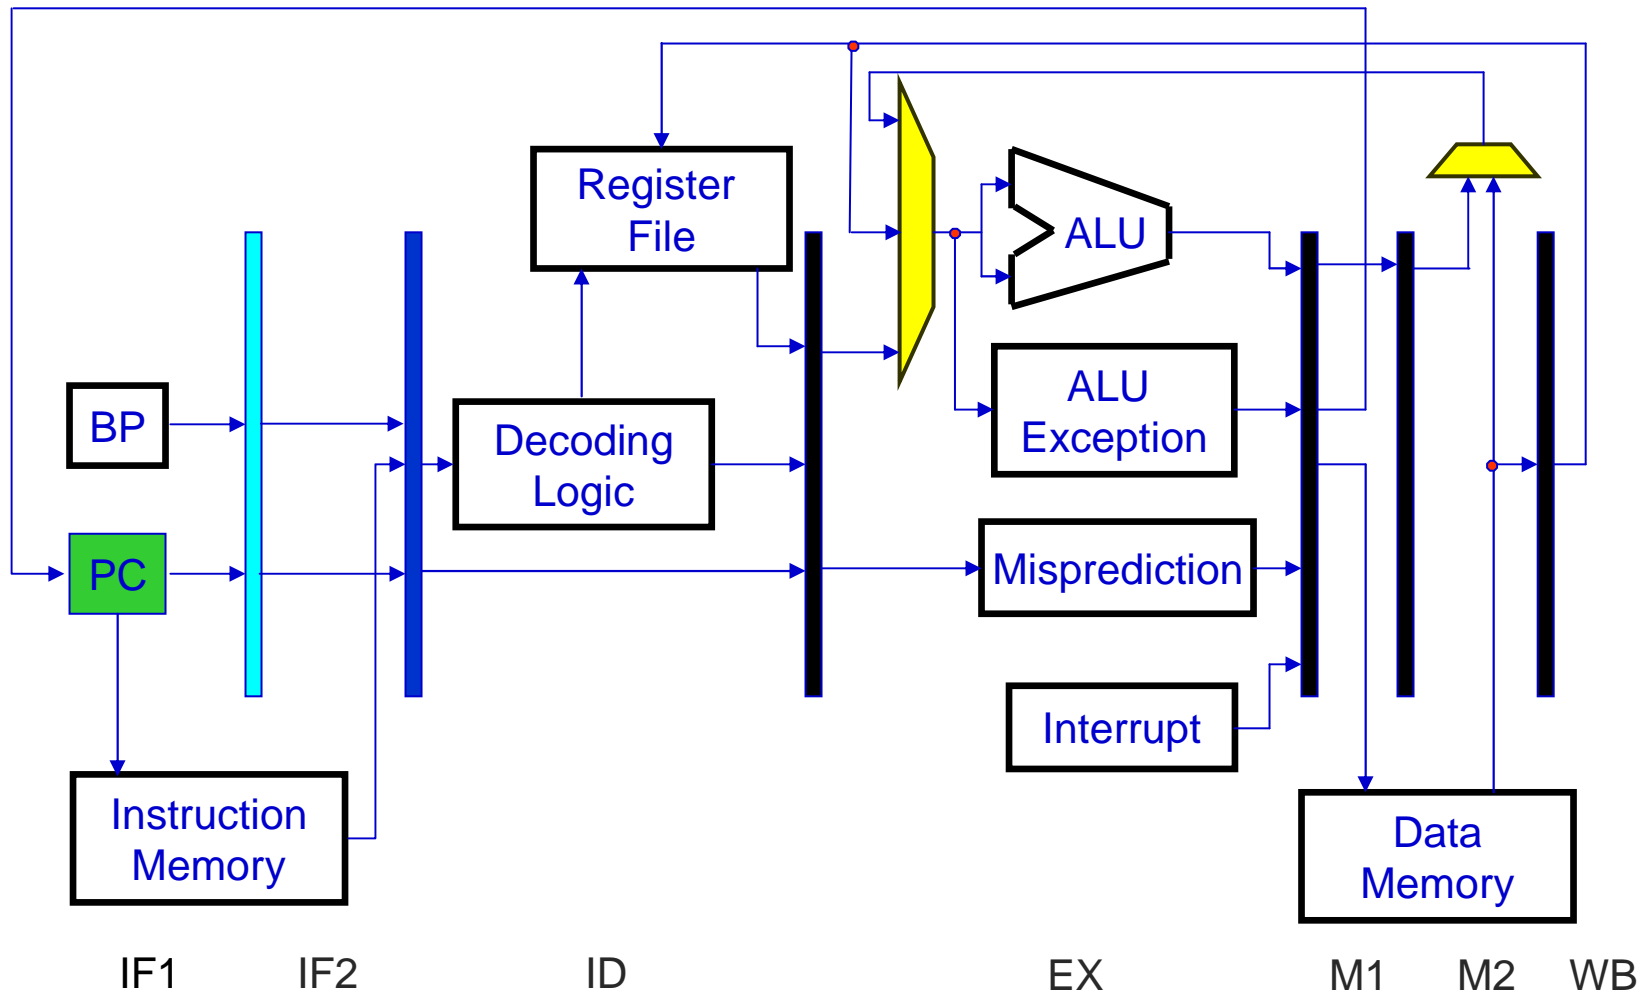 Register
File
ALU
BP
Decoding
Logic
ALU
Exception
PC
Misprediction
Interrupt
Instruction
Memory
Data
Memory
IF1
IF2
ID
EX
M1
M2
WB